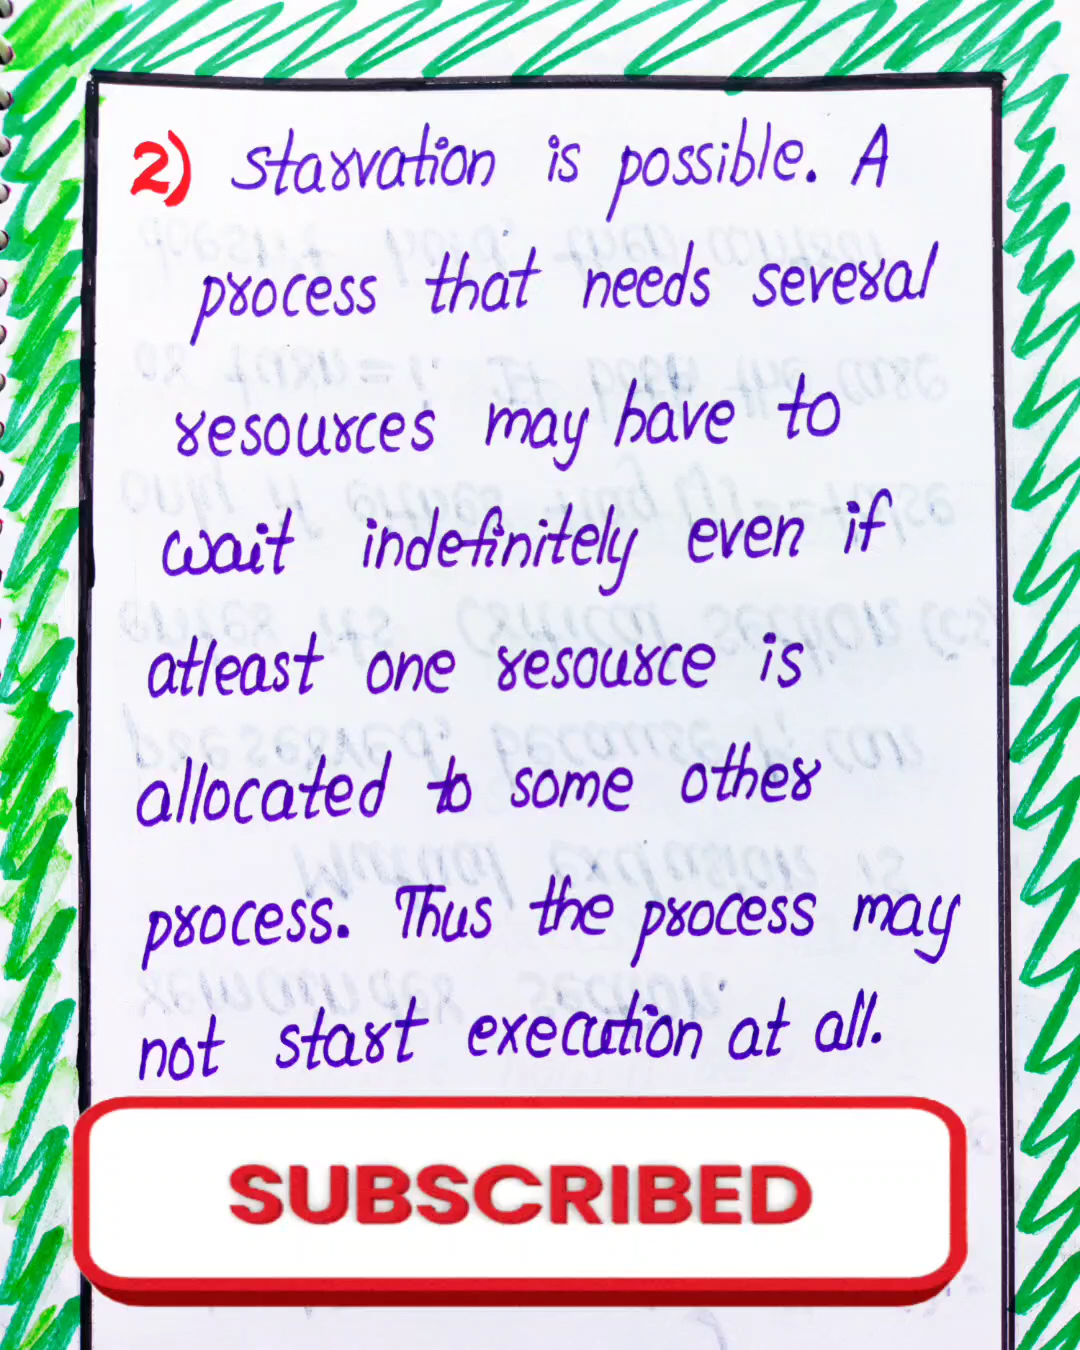 2) Starvation is possible. A
process that needs several
resources may have to
wait indefinitely even if
atleast one resource is
allocated to some other
process. Thus the process may
not start execution at all.
SUBSCRIBED